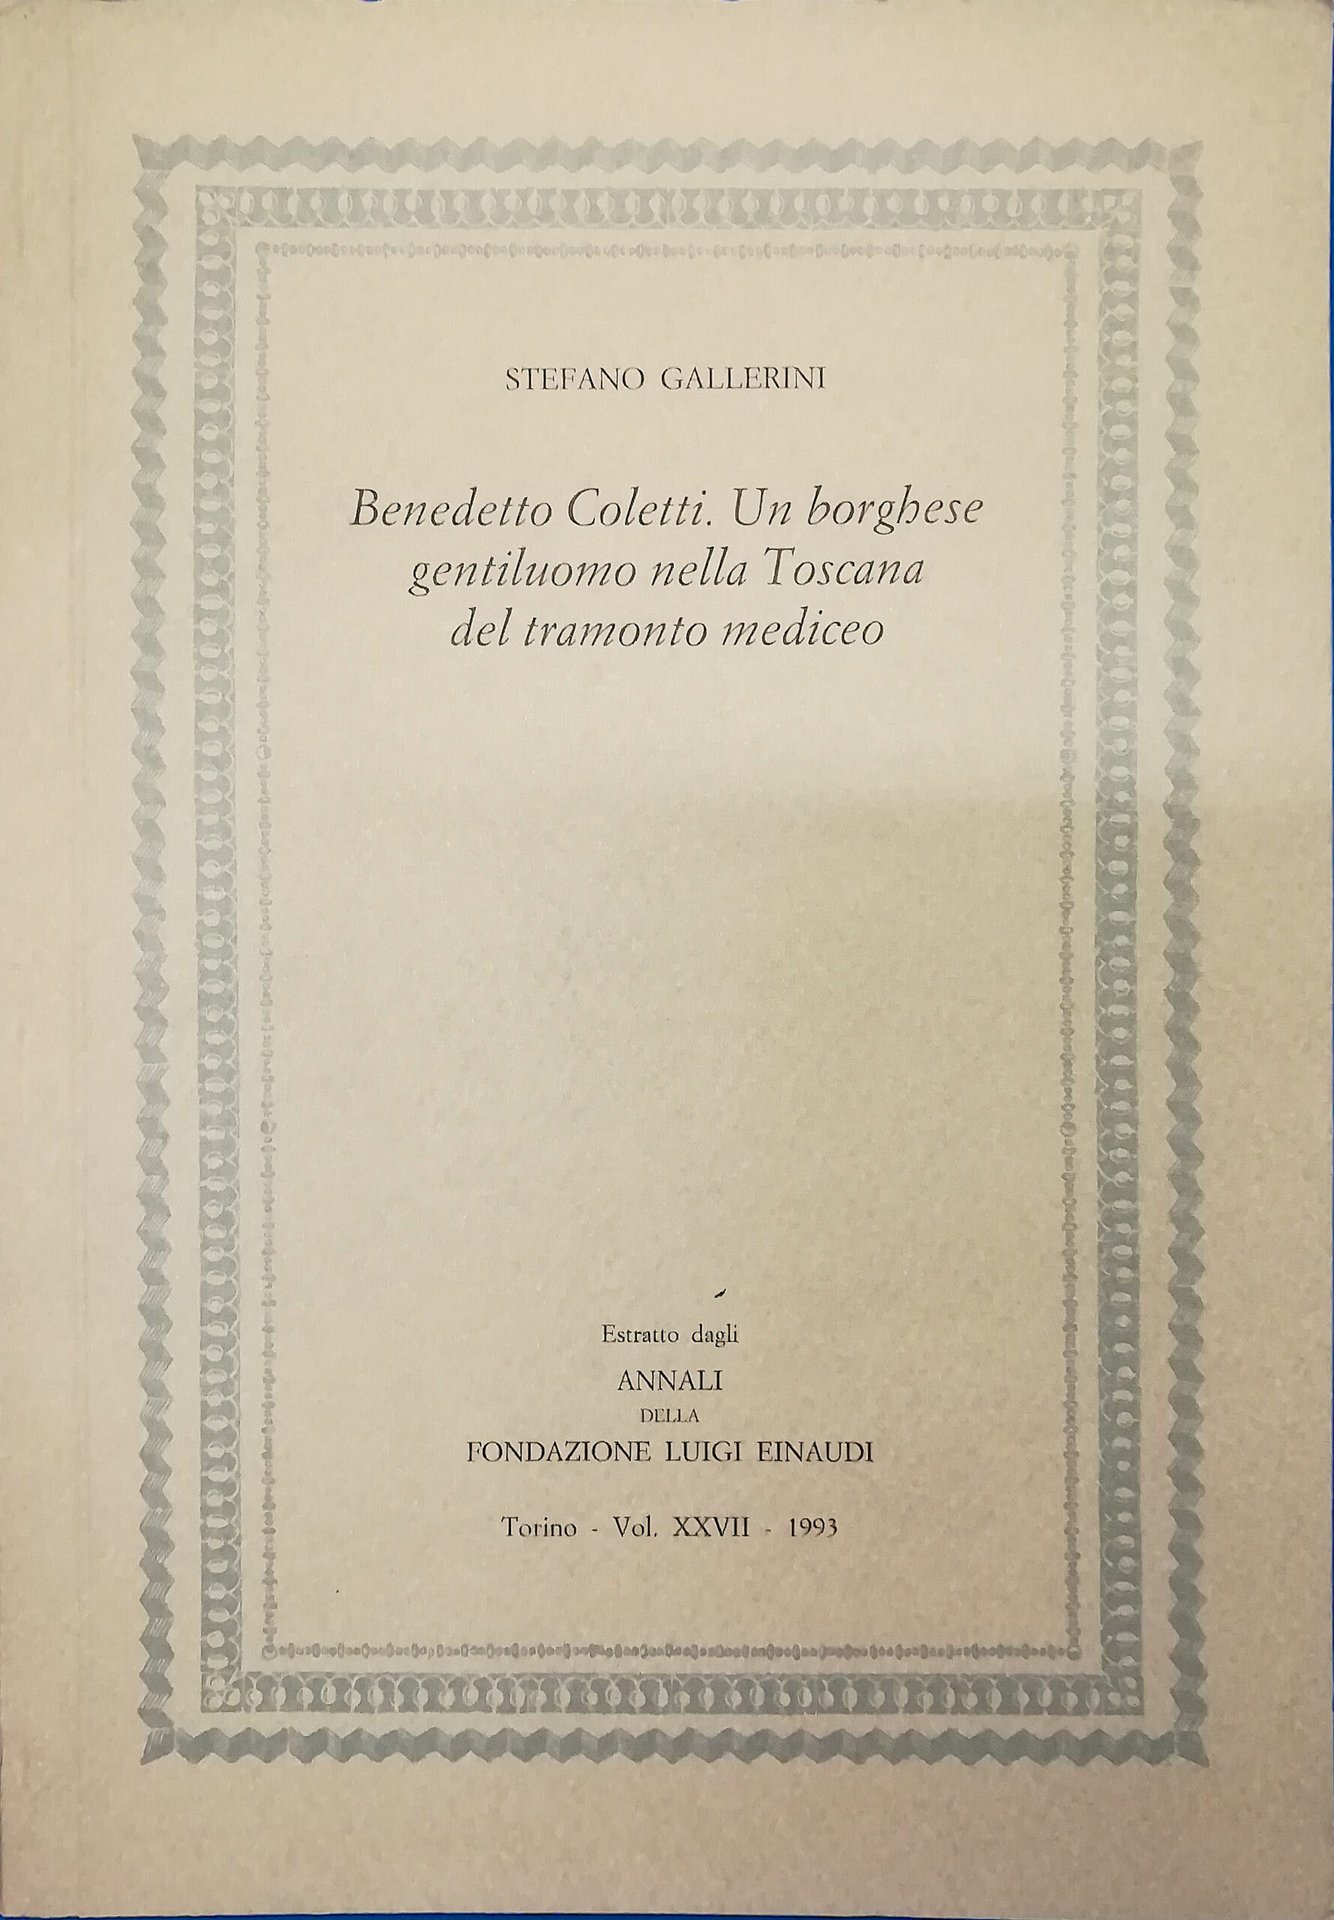 STEFANO GALLERINI
Benedetto Coletti. Un borghese
gentiluomo nella Toscana
del tramonto mediceo
Estratto dagli
ANNALI
DELLA
FONDAZIONE LUIGI EINAUDI
Torino - Vol. XXVII - 1993